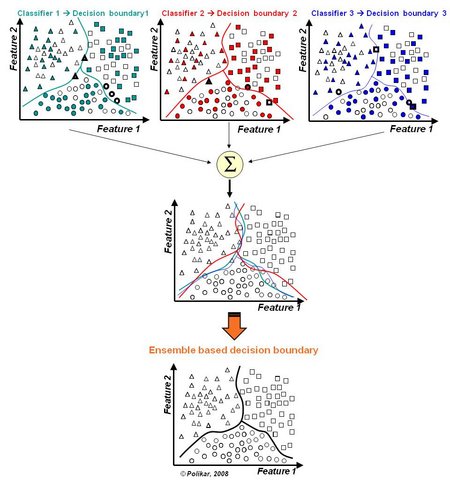 Classifier 1 → Decision boundary1
Classifier 2 → Decision boundary 2
Classifier 3 → Decision boundary 3
Feature 2
Feature 1
Feature 2
Feature 1
Feature 2
Feature 1
Σ
Feature 2
Feature 1
Ensemble based decision boundary
Feature 2
Feature 1
© Polikar, 2008